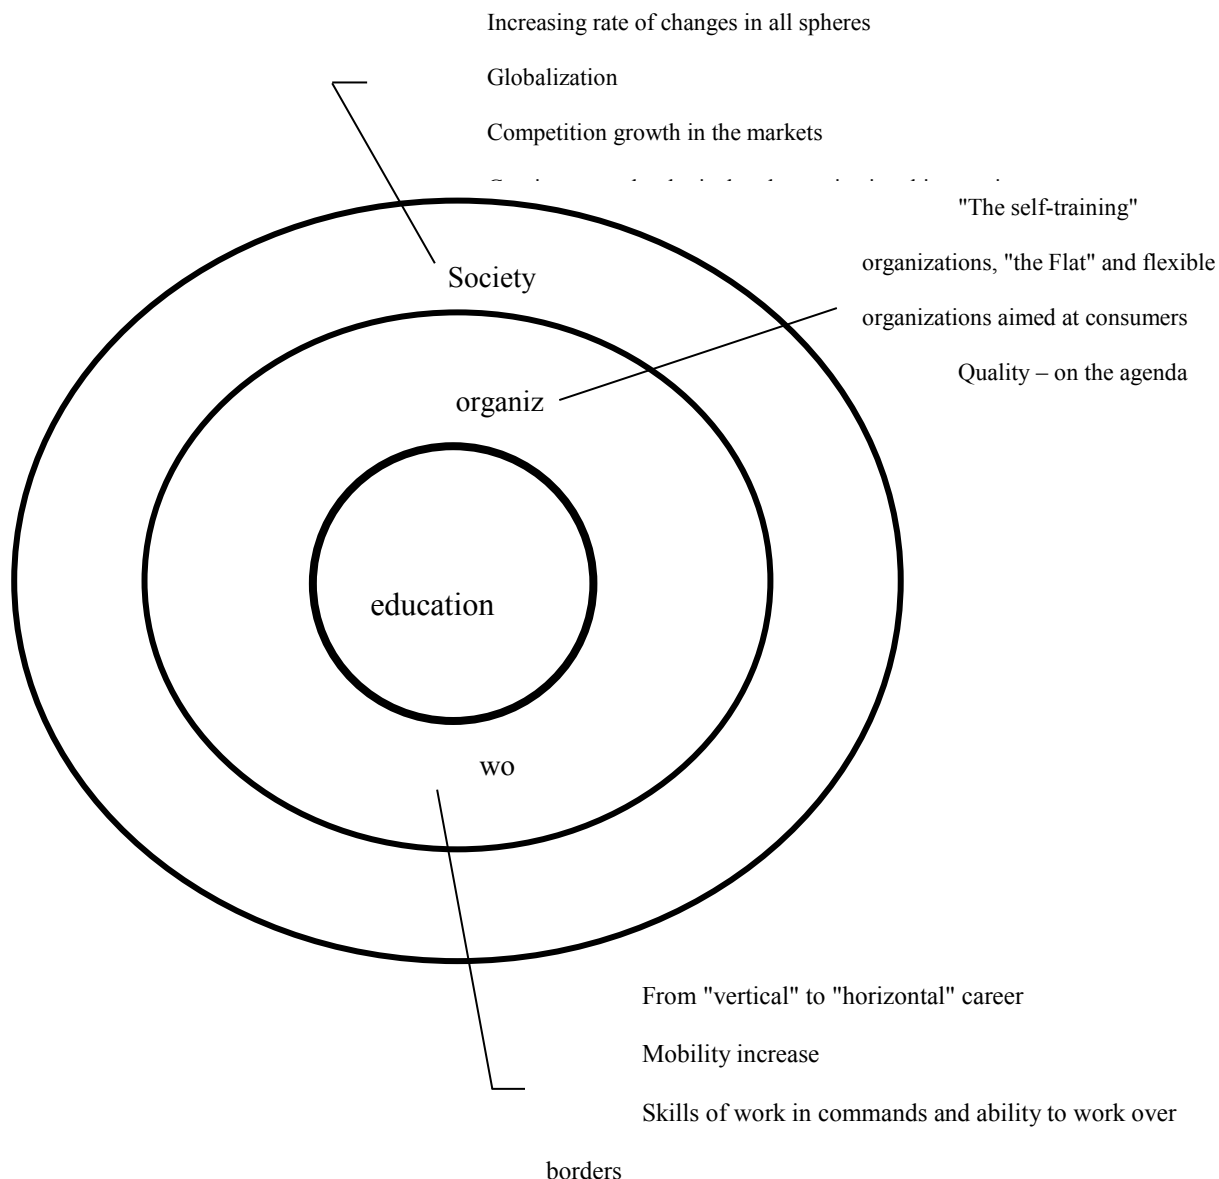 Increasing rate of changes in all spheres
Globalization
Competition growth in the markets
"The self-training"
organizations, "the Flat" and flexible
organizations aimed at consumers
Quality – on the agenda
Society
organiz
education
wo
From "vertical" to "horizontal" career
Mobility increase
Skills of work in commands and ability to work over
borders